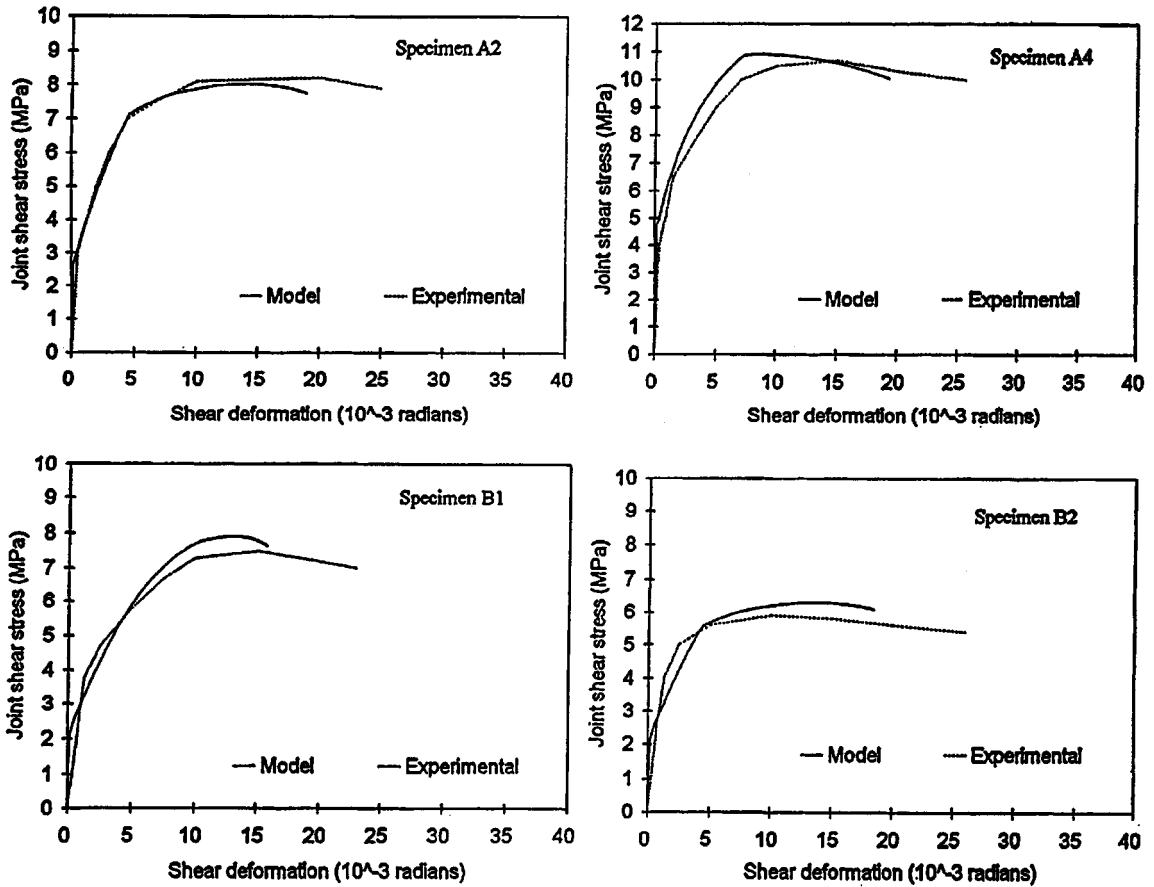 Specimen A2
Joint shear stress (MPa)
10
9
8
7
6
5
4
3
2
1
0
Model Experimental
0 5 10 15 20 25 30 35 40
Shear deformation (10^-3 radians)
Specimen A4
Joint shear stress (MPa)
12
11
10
9
8
7
6
5
4
3
2
1
0
Model Experimental
0 5 10 15 20 25 30 35 40
Shear deformation (10^-3 radians)
Specimen B1
Joint shear stress (MPa)
10
9
8
7
6
5
4
3
2
1
0
Model Experimental
0 5 10 15 20 25 30 35 40
Shear deformation (10^-3 radians)
Specimen B2
Joint shear stress (MPa)
10
9
8
7
6
5
4
3
2
1
0
Model Experimental
0 5 10 15 20 25 30 35 40
Shear deformation (10^-3 radians)